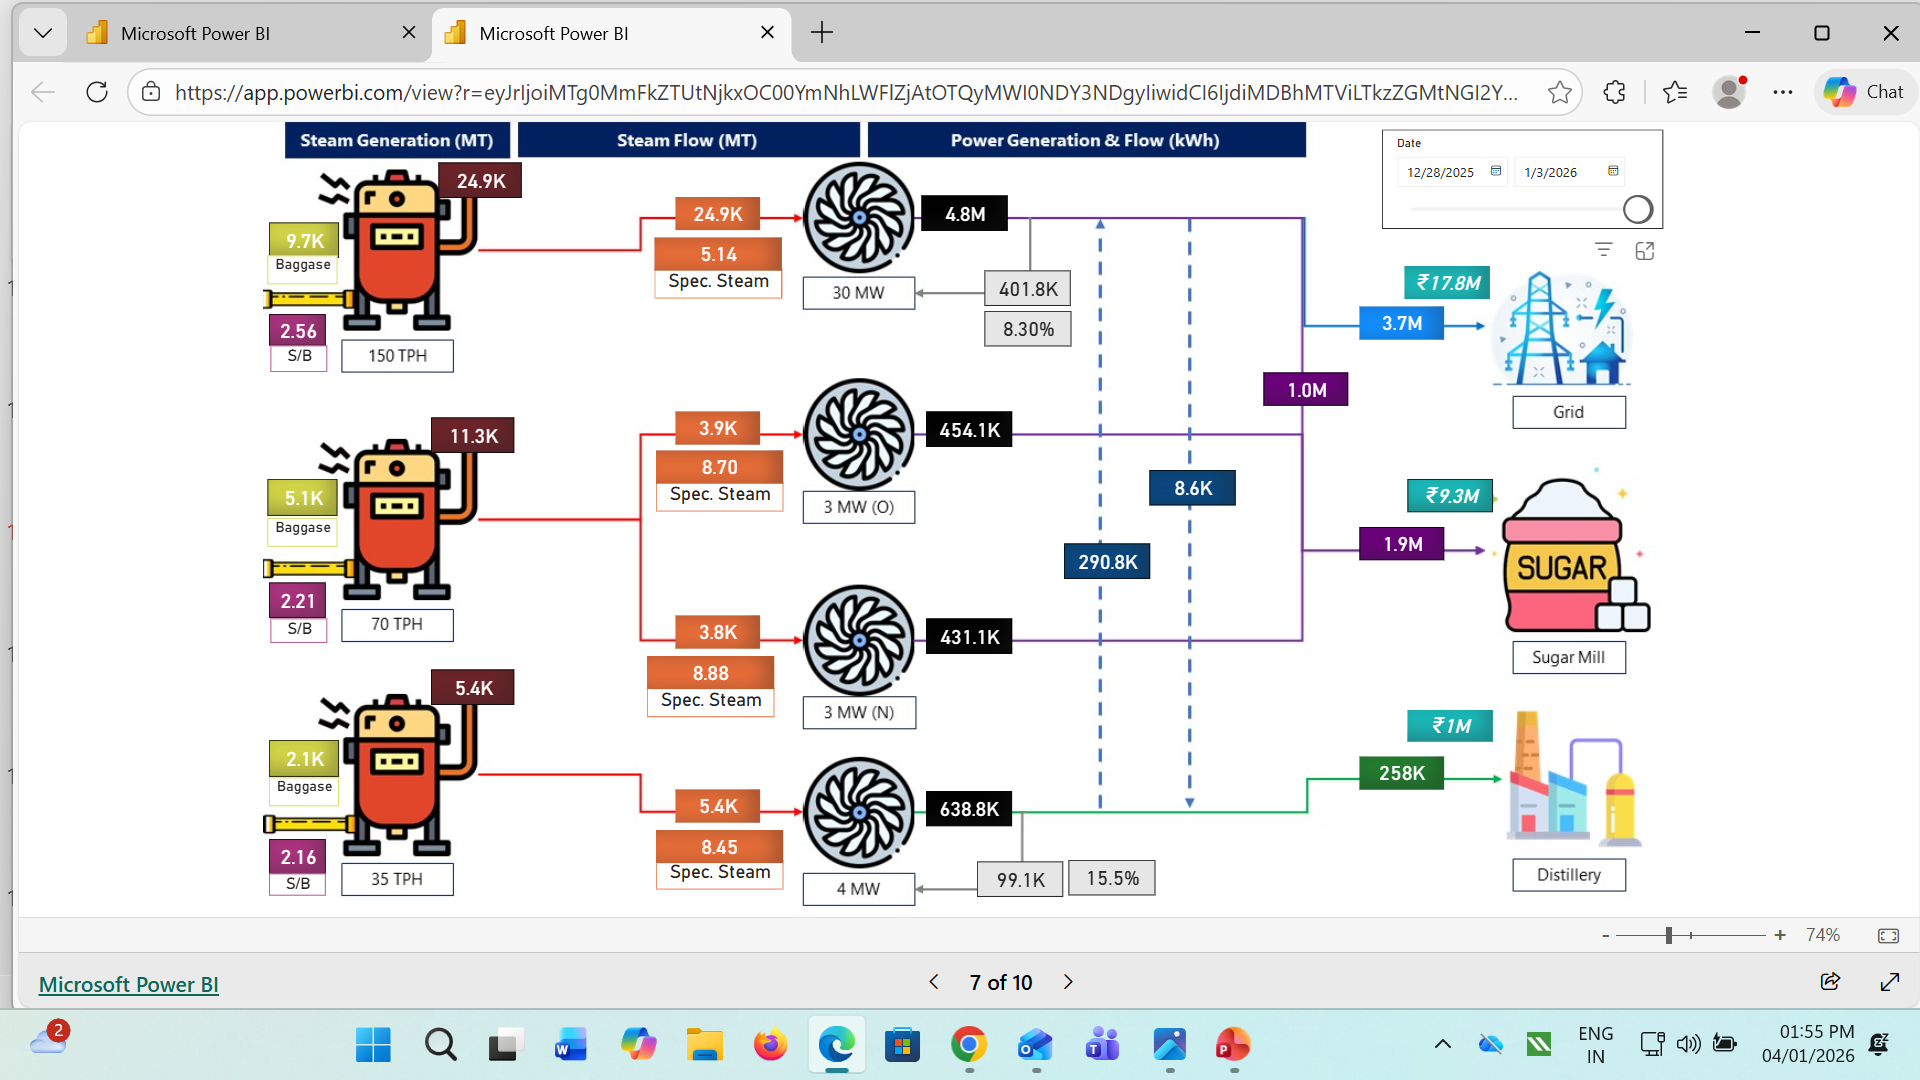 Microsoft Power BI
Microsoft Power BI
https://app.powerbi.com/view?r=eyJrIjoiMTg0MmFkZTUtNjkxOC00YmNhLWFlZjAtOTQyMWI0NDY3NDgyIiwidCI6IjdiMDBhMTViLTkzZGMtNGI2Y...
Chat
Steam Generation (MT)
Steam Flow (MT)
Power Generation & Flow (kWh)
Date
12/28/2025
1/3/2026
24.9K
9.7K
Baggase
2.56
S/B
150 TPH
24.9K
5.14
Spec. Steam
30 MW
4.8M
401.8K
8.30%
₹17.8M
3.7M
Grid
1.0M
11.3K
5.1K
Baggase
2.21
S/B
70 TPH
3.9K
8.70
Spec. Steam
3 MW (O)
454.1K
8.6K
290.8K
₹9.3M
1.9M
SUGAR
Sugar Mill
3.8K
8.88
Spec. Steam
3 MW (N)
431.1K
5.4K
2.1K
Baggase
2.16
S/B
35 TPH
5.4K
8.45
Spec. Steam
4 MW
638.8K
99.1K
15.5%
₹1M
258K
Distillery
- + 74%
Microsoft Power BI
7 of 10
2
ENG
IN
01:55 PM
04/01/2026